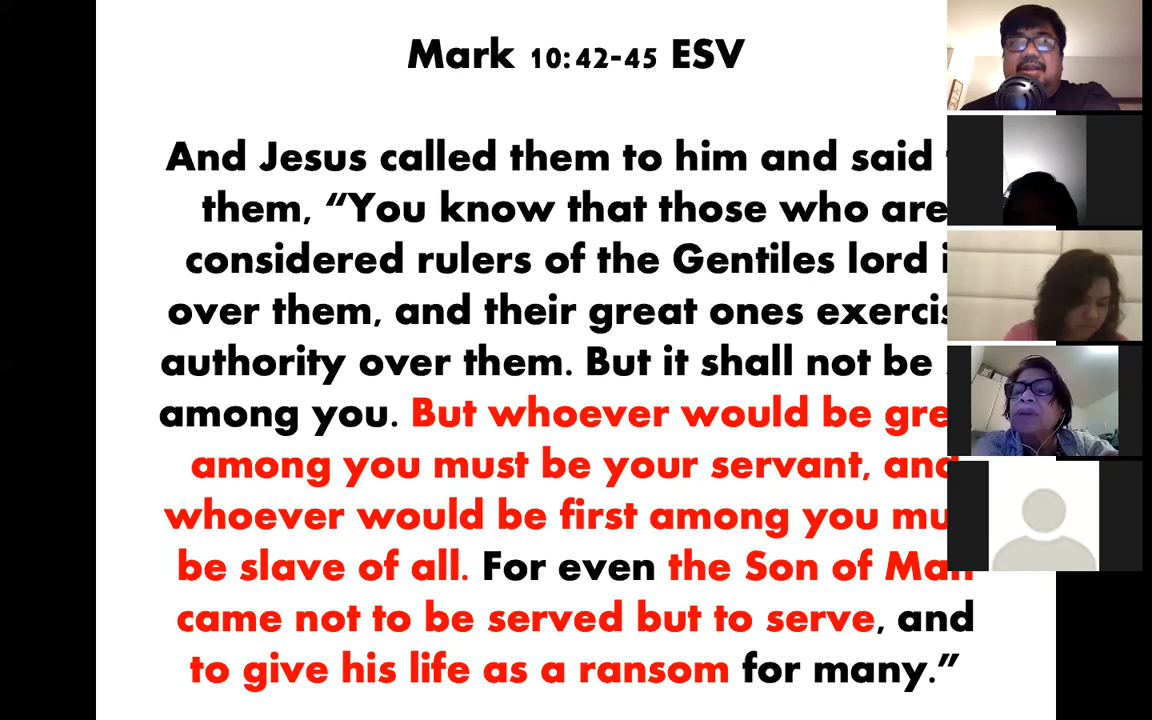 Mark 10:42-45 ESV
And Jesus called them to him and said
them, “You know that those who are
considered rulers of the Gentiles lord
over them, and their great ones
authority over them. But it shall not be
among you. But whoever would be
among you must be your servant, and
whoever would be first among you
be slave of all. For even the Son of Man
came not to be served but to serve, and
to give his life as a ransom for many.”